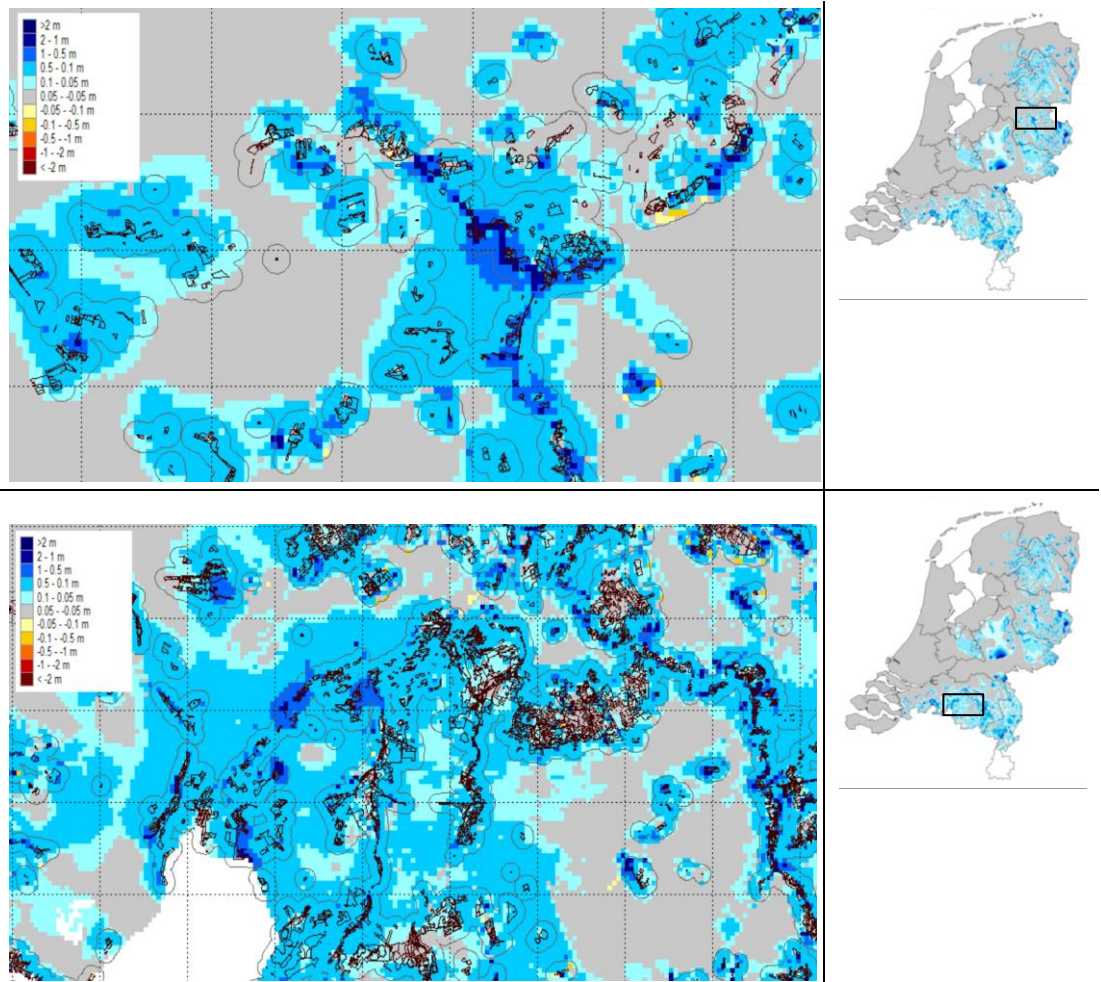 >2 m
2 - 1 m
1 - 0.5 m
0.5 - 0.1 m
0.1 - 0.05 m
0.05 - -0.05 m
-0.05 - -0.1 m
-0.1 - -0.5 m
-0.5 - -1 m
-1 - -2 m
< -2 m
>2 m
2 - 1 m
1 - 0.5 m
0.5 - 0.1 m
0.1 - 0.05 m
0.05 - -0.05 m
-0.05 - -0.1 m
-0.1 - -0.5 m
-0.5 - -1 m
-1 - -2 m
< -2 m